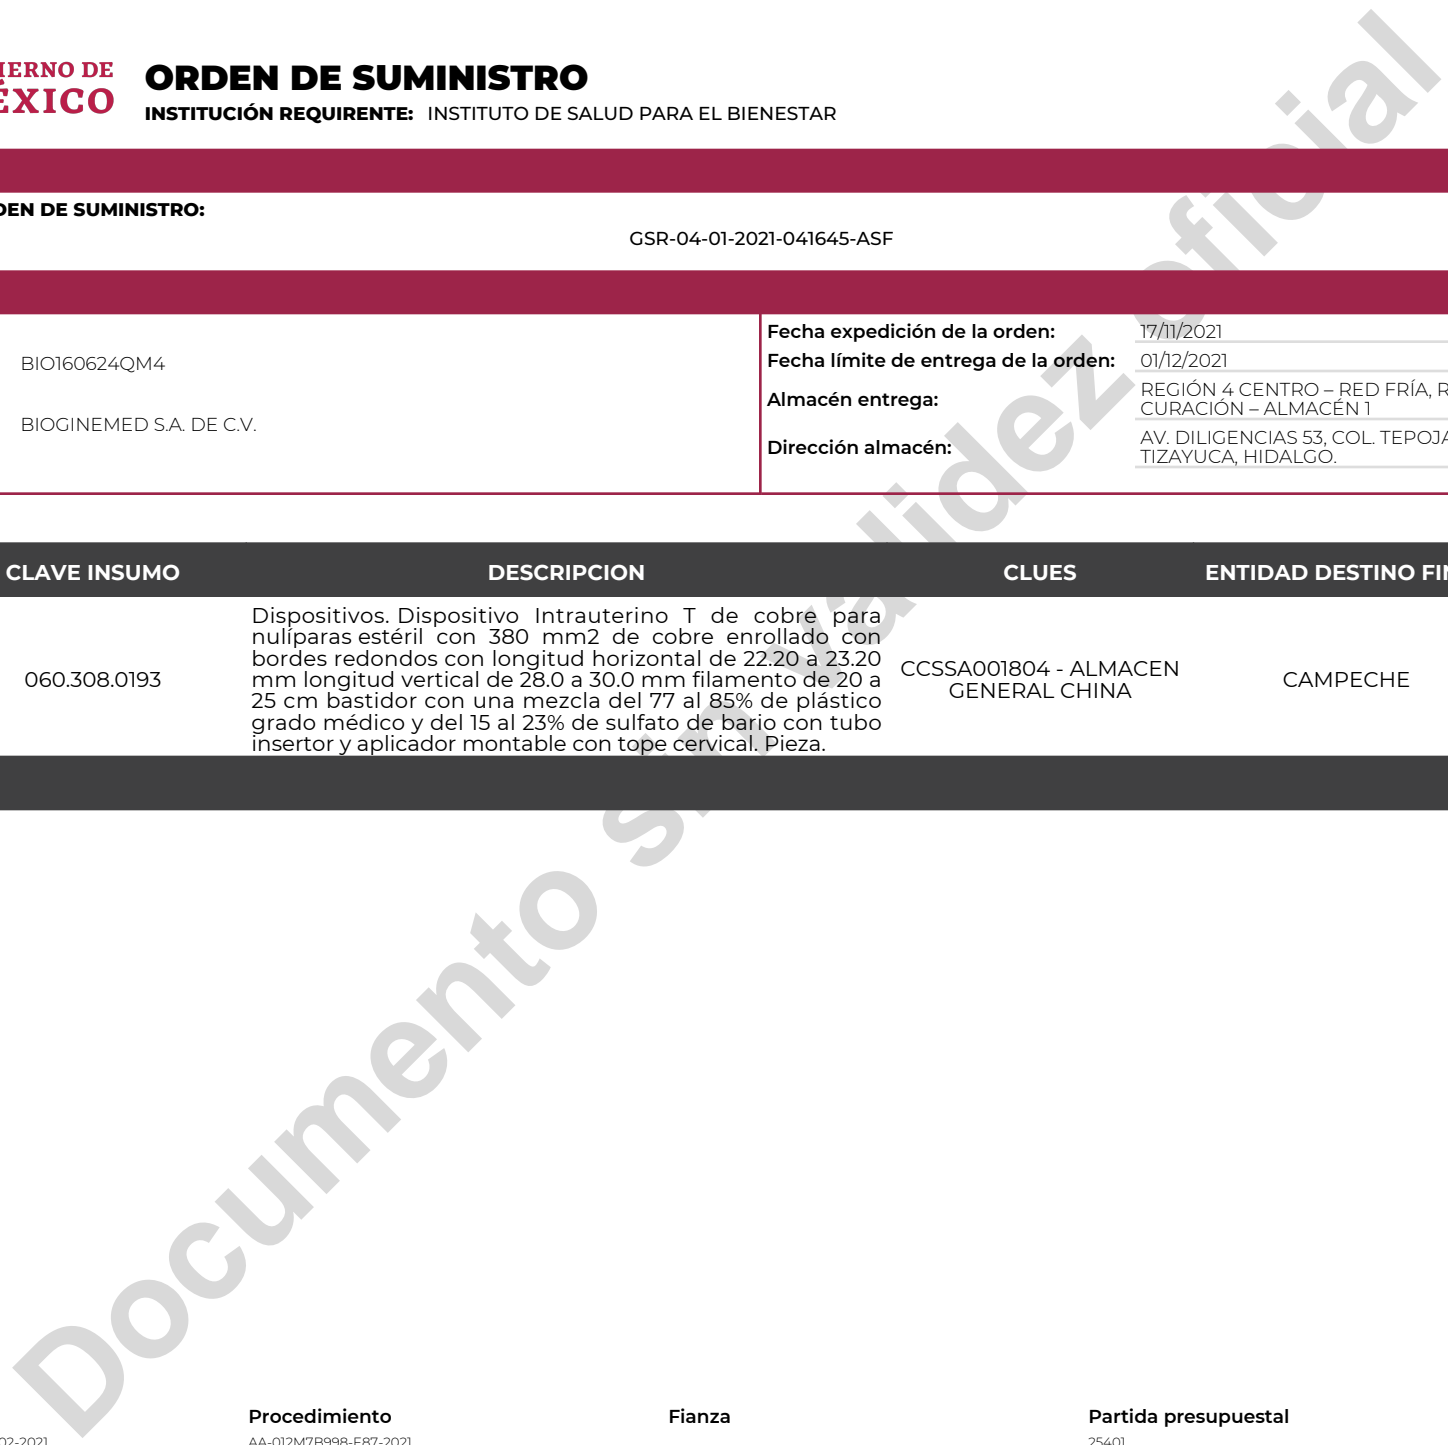 IERNO DE
ÉXICO
ORDEN DE SUMINISTRO
INSTITUCIÓN REQUIRENTE: INSTITUTO DE SALUD PARA EL BIENESTAR
DEN DE SUMINISTRO:
GSR-04-01-2021-041645-ASF
BIO160624QM4
BIOGINEMED S.A. DE C.V.
Fecha expedición de la orden: 17/11/2021
Fecha límite de entrega de la orden: 01/12/2021
Almacén entrega: REGIÓN 4 CENTRO – RED FRÍA, R
CURACIÓN – ALMACÉN 1
Dirección almacén: AV. DILIGENCIAS 53, COL. TEPOJA
TIZAYUCA, HIDALGO.
CLAVE INSUMO DESCRIPCION CLUES ENTIDAD DESTINO FIN
060.308.0193
Dispositivos. Dispositivo Intrauterino T de cobre para
nulíparas estéril con 380 mm2 de cobre enrollado con
bordes redondos con longitud horizontal de 22.20 a 23.20
mm longitud vertical de 28.0 a 30.0 mm filamento de 20 a
25 cm bastidor con una mezcla del 77 al 85% de plástico
grado médico y del 15 al 23% de sulfato de bario con tubo
insertor y aplicador montable con tope cervical. Pieza.
CCSSA001804 - ALMACEN
GENERAL CHINA
CAMPECHE
Documento sin validez oficial
Procedimiento Fianza Partida presupuestal
02-2021 AA-012M7B998-E87-2021 25401